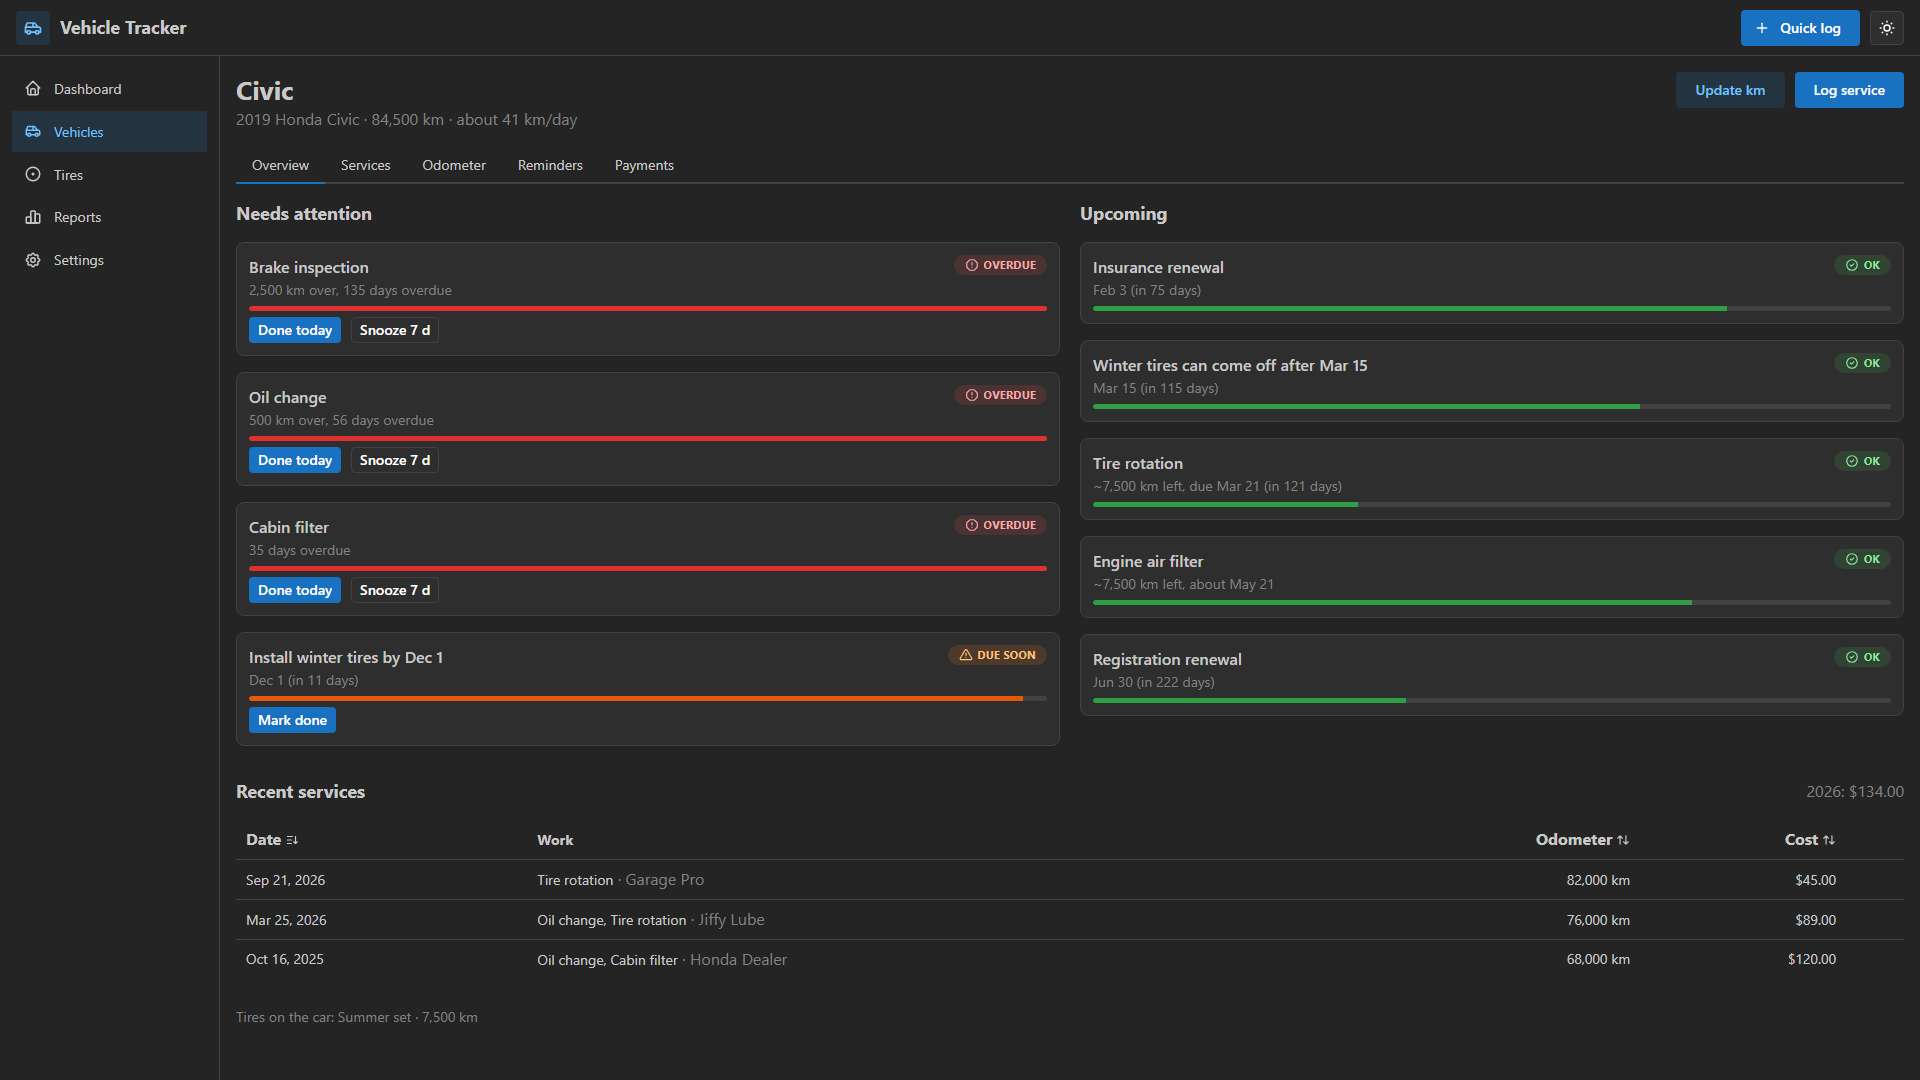 Vehicle Tracker
Quick log
Dashboard
Vehicles
Tires
Reports
Settings
Civic
2019 Honda Civic · 84,500 km · about 41 km/day
Update km
Log service
Overview Services Odometer Reminders Payments
Needs attention
Brake inspection
OVERDUE
2,500 km over, 135 days overdue
Done today Snooze 7 d
Oil change
OVERDUE
500 km over, 56 days overdue
Done today Snooze 7 d
Cabin filter
OVERDUE
35 days overdue
Done today Snooze 7 d
Install winter tires by Dec 1
DUE SOON
Dec 1 (in 11 days)
Mark done
Upcoming
Insurance renewal
OK
Feb 3 (in 75 days)
Winter tires can come off after Mar 15
OK
Mar 15 (in 115 days)
Tire rotation
OK
~7,500 km left, due Mar 21 (in 121 days)
Engine air filter
OK
~7,500 km left, about May 21
Registration renewal
OK
Jun 30 (in 222 days)
Recent services
2026: $134.00
Date Work Odometer Cost
Sep 21, 2026 Tire rotation · Garage Pro 82,000 km $45.00
Mar 25, 2026 Oil change, Tire rotation · Jiffy Lube 76,000 km $89.00
Oct 16, 2025 Oil change, Cabin filter · Honda Dealer 68,000 km $120.00
Tires on the car: Summer set · 7,500 km